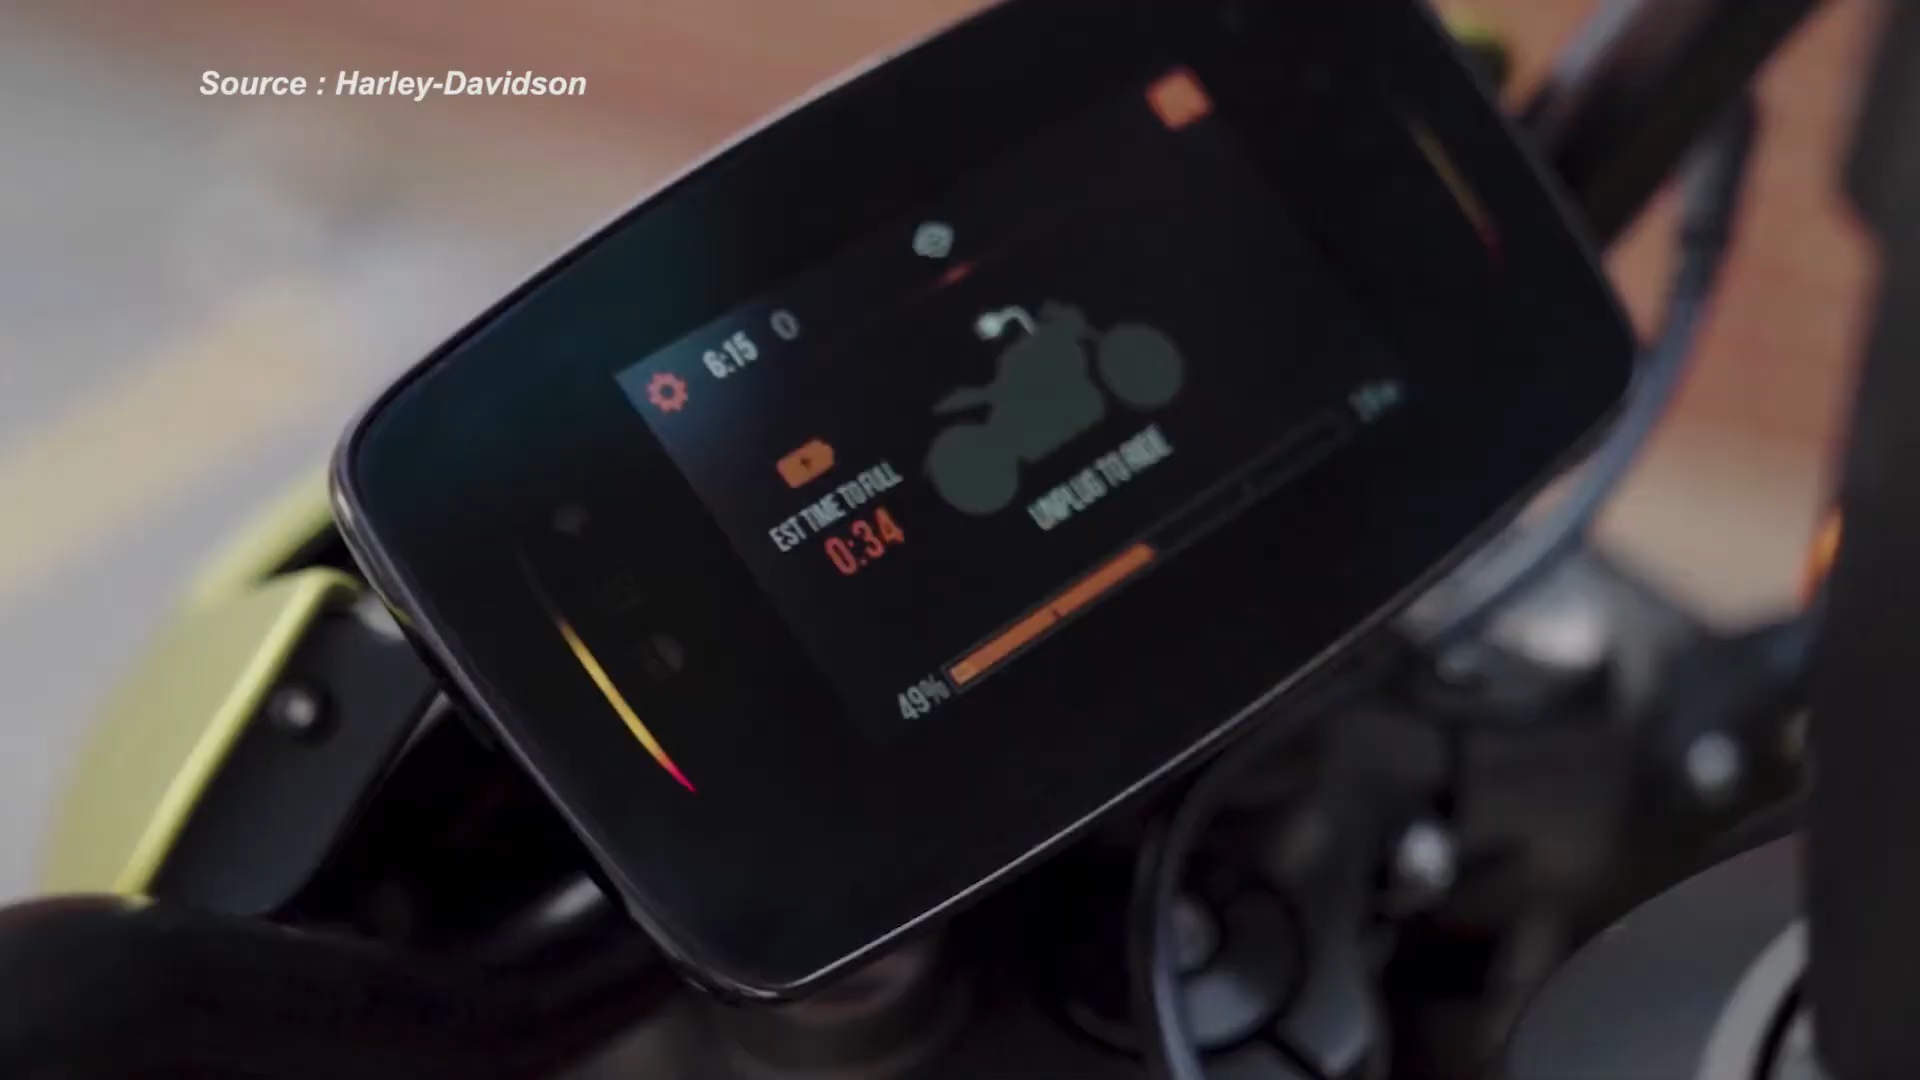 Source : Harley-Davidson
6:15
EST TIME TO FULL
0:34
UNPLUG TO RIDE
49%